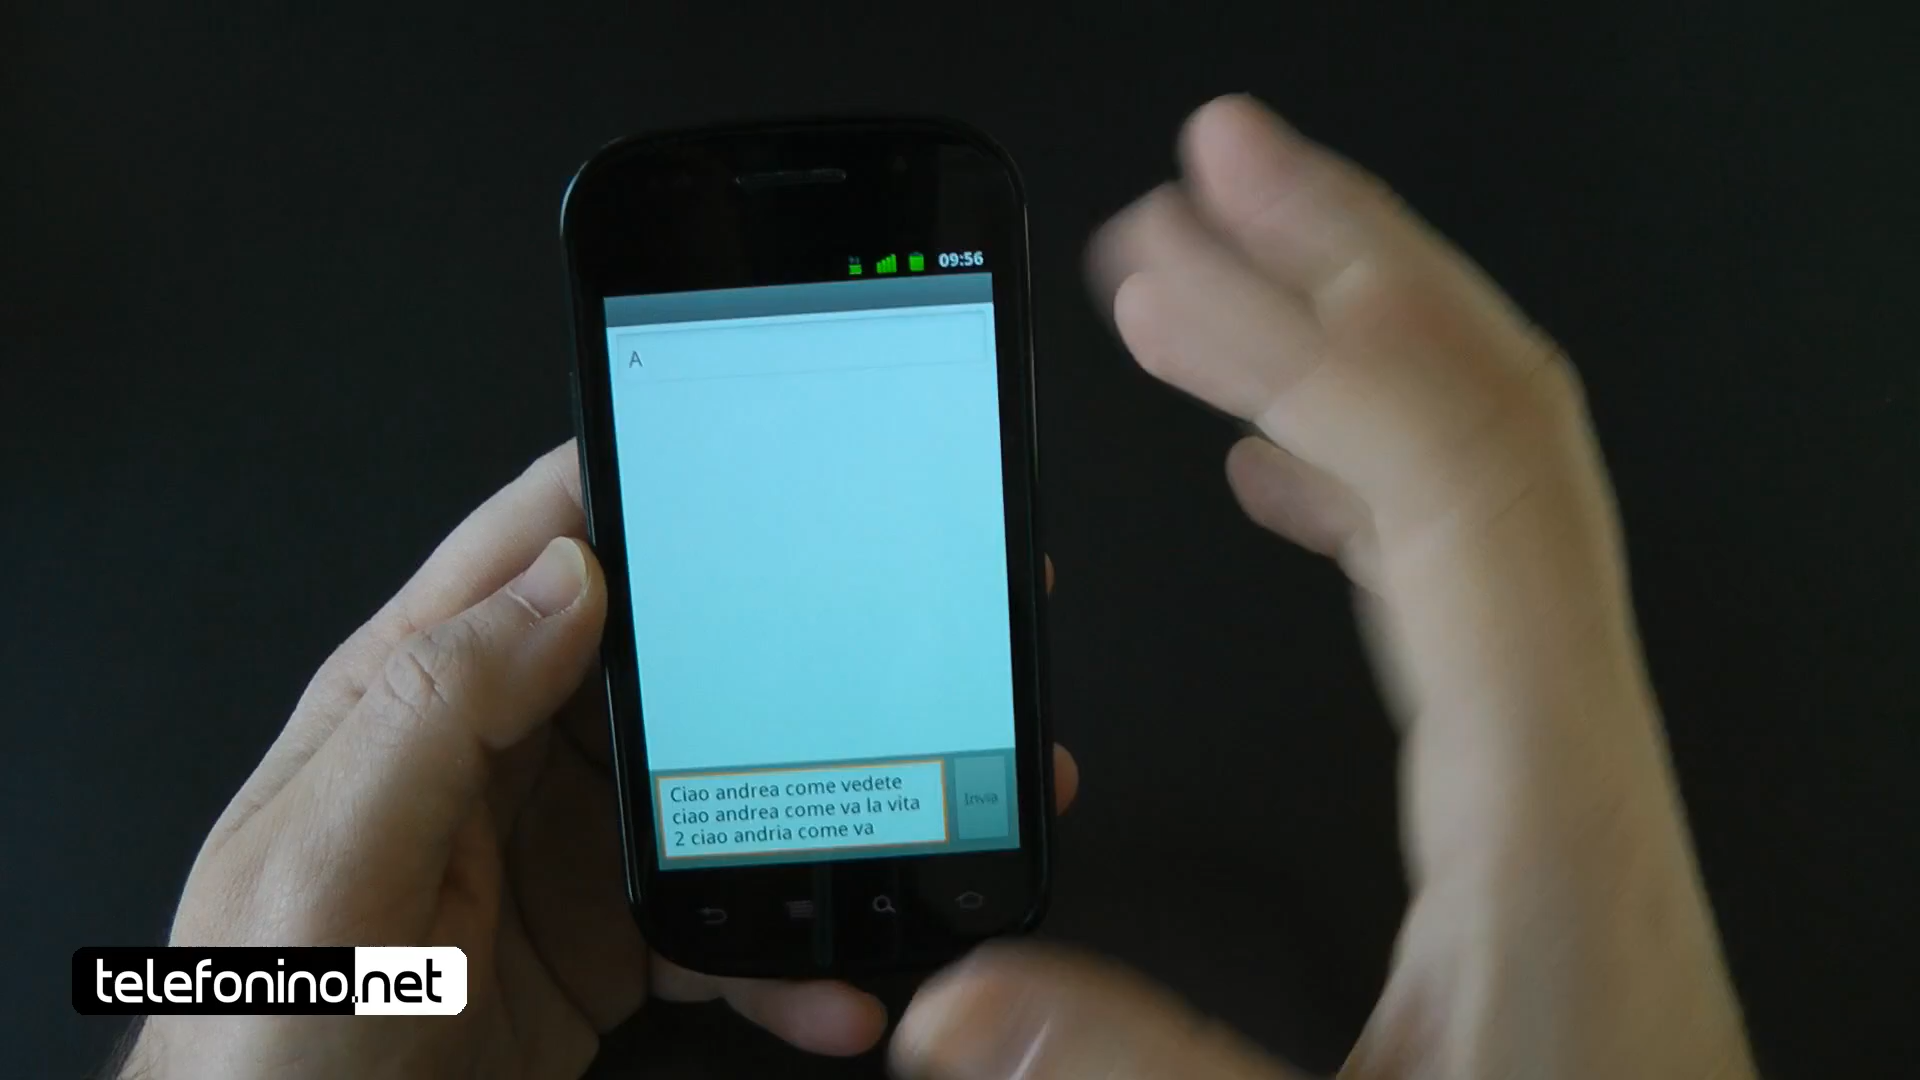 09:56
A
Ciao andrea come vedete
ciao andrea come va la vita
2 ciao andria come va
Invia
telefonino.net